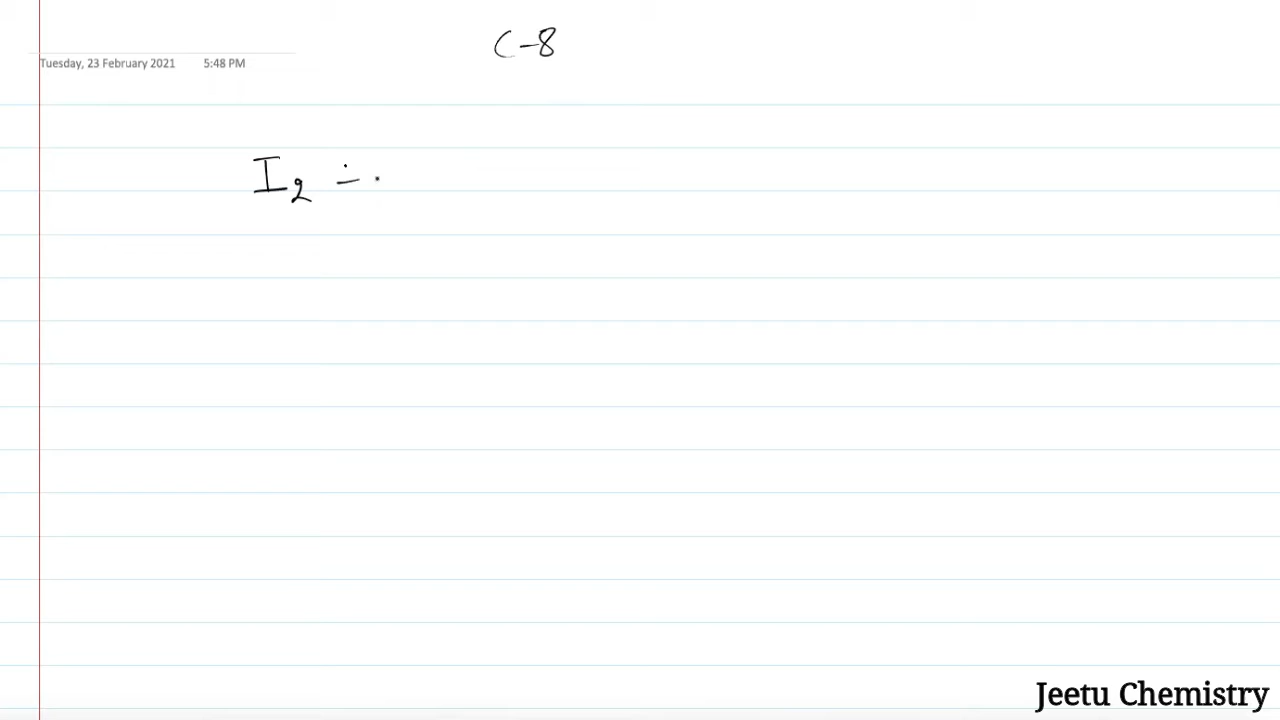 C-8
Tuesday, 23 February 2021 5:48 PM
I₂ ÷ .
Jeetu Chemistry